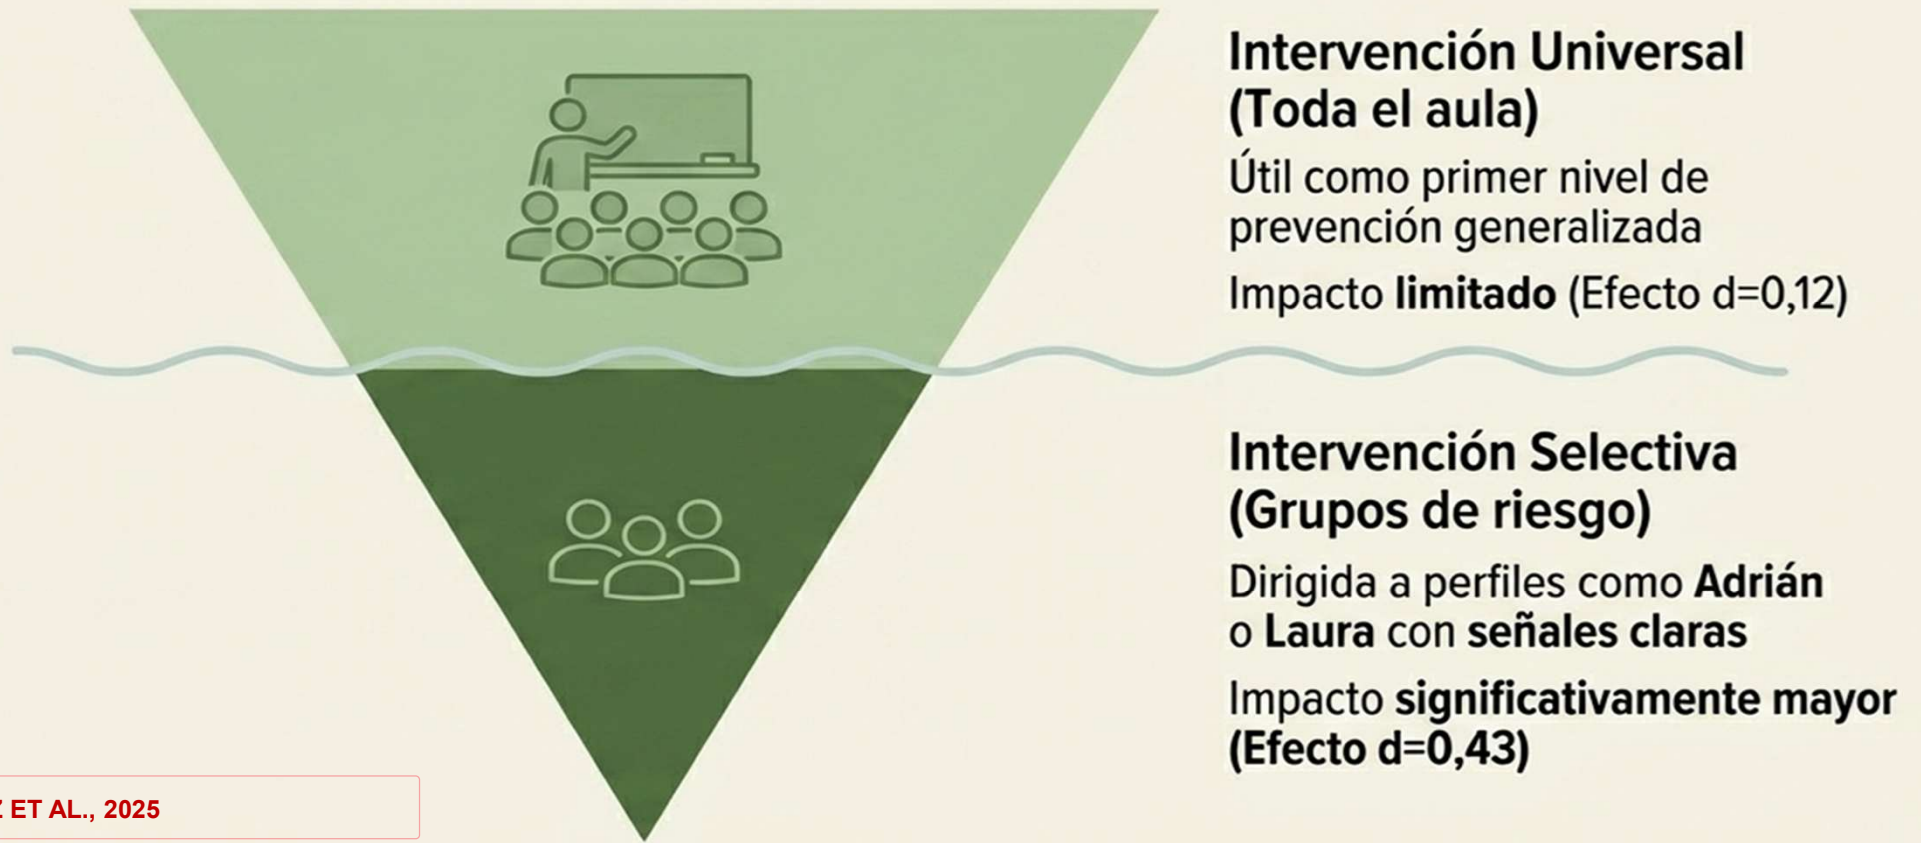 Intervención Universal
(Toda el aula)
Útil como primer nivel de
prevención generalizada
Impacto limitado (Efecto d=0,12)
Intervención Selectiva
(Grupos de riesgo)
Dirigida a perfiles como Adrián
o Laura con señales claras
Impacto significativamente mayor
(Efecto d=0,43)
ET AL., 2025